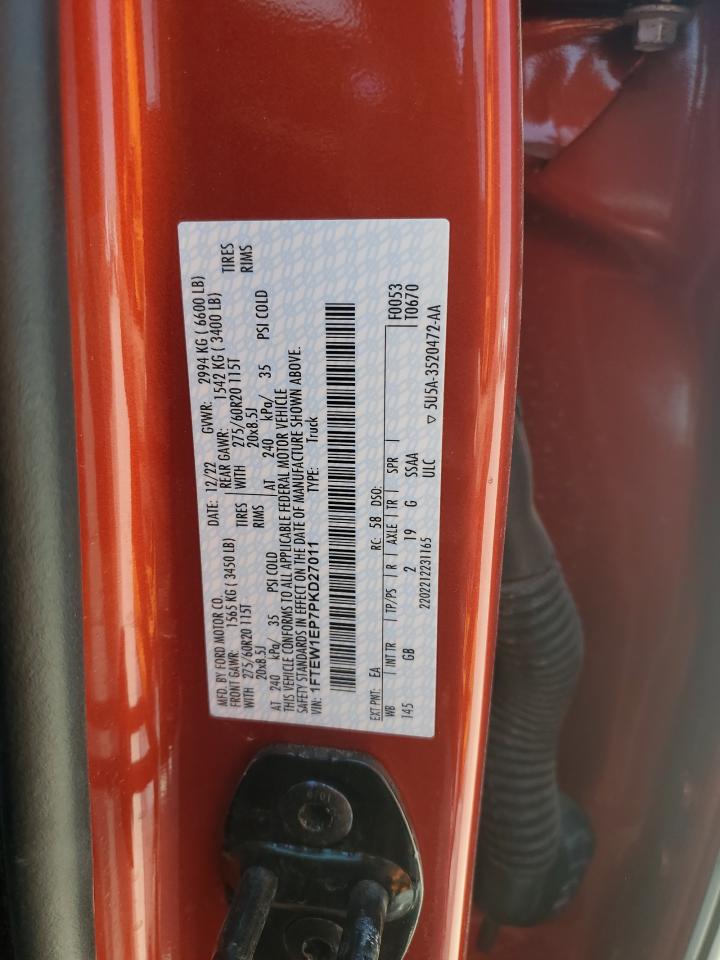 MFD. BY FORD MOTOR CO.
DATE: 12/22 GVWR: 2994 KG ( 6600 LB)
FRONT GAWR: 1565 KG ( 3450 LB) REAR GAWR: 1542 KG ( 3400 LB)
WITH 275/60R20 115T TIRES WITH 275/60R20 115T TIRES
20x8.5J RIMS 20x8.5J RIMS
AT 240 kPa/ 35 PSI COLD AT 240 kPa/ 35 PSI COLD
THIS VEHICLE CONFORMS TO ALL APPLICABLE FEDERAL MOTOR VEHICLE
SAFETY STANDARDS IN EFFECT ON THE DATE OF MANUFACTURE SHOWN ABOVE.
VIN: 1FTEW1EP7PKD27011 TYPE: Truck
EXT PNT: EA RC: 58 DSO: F0053
WB INT TR TP/PS R AXLE TR SPR T0670
145 GB 2 19 G SSAA
2202212231165 ULC ▽ 5U5A-3520472-AA